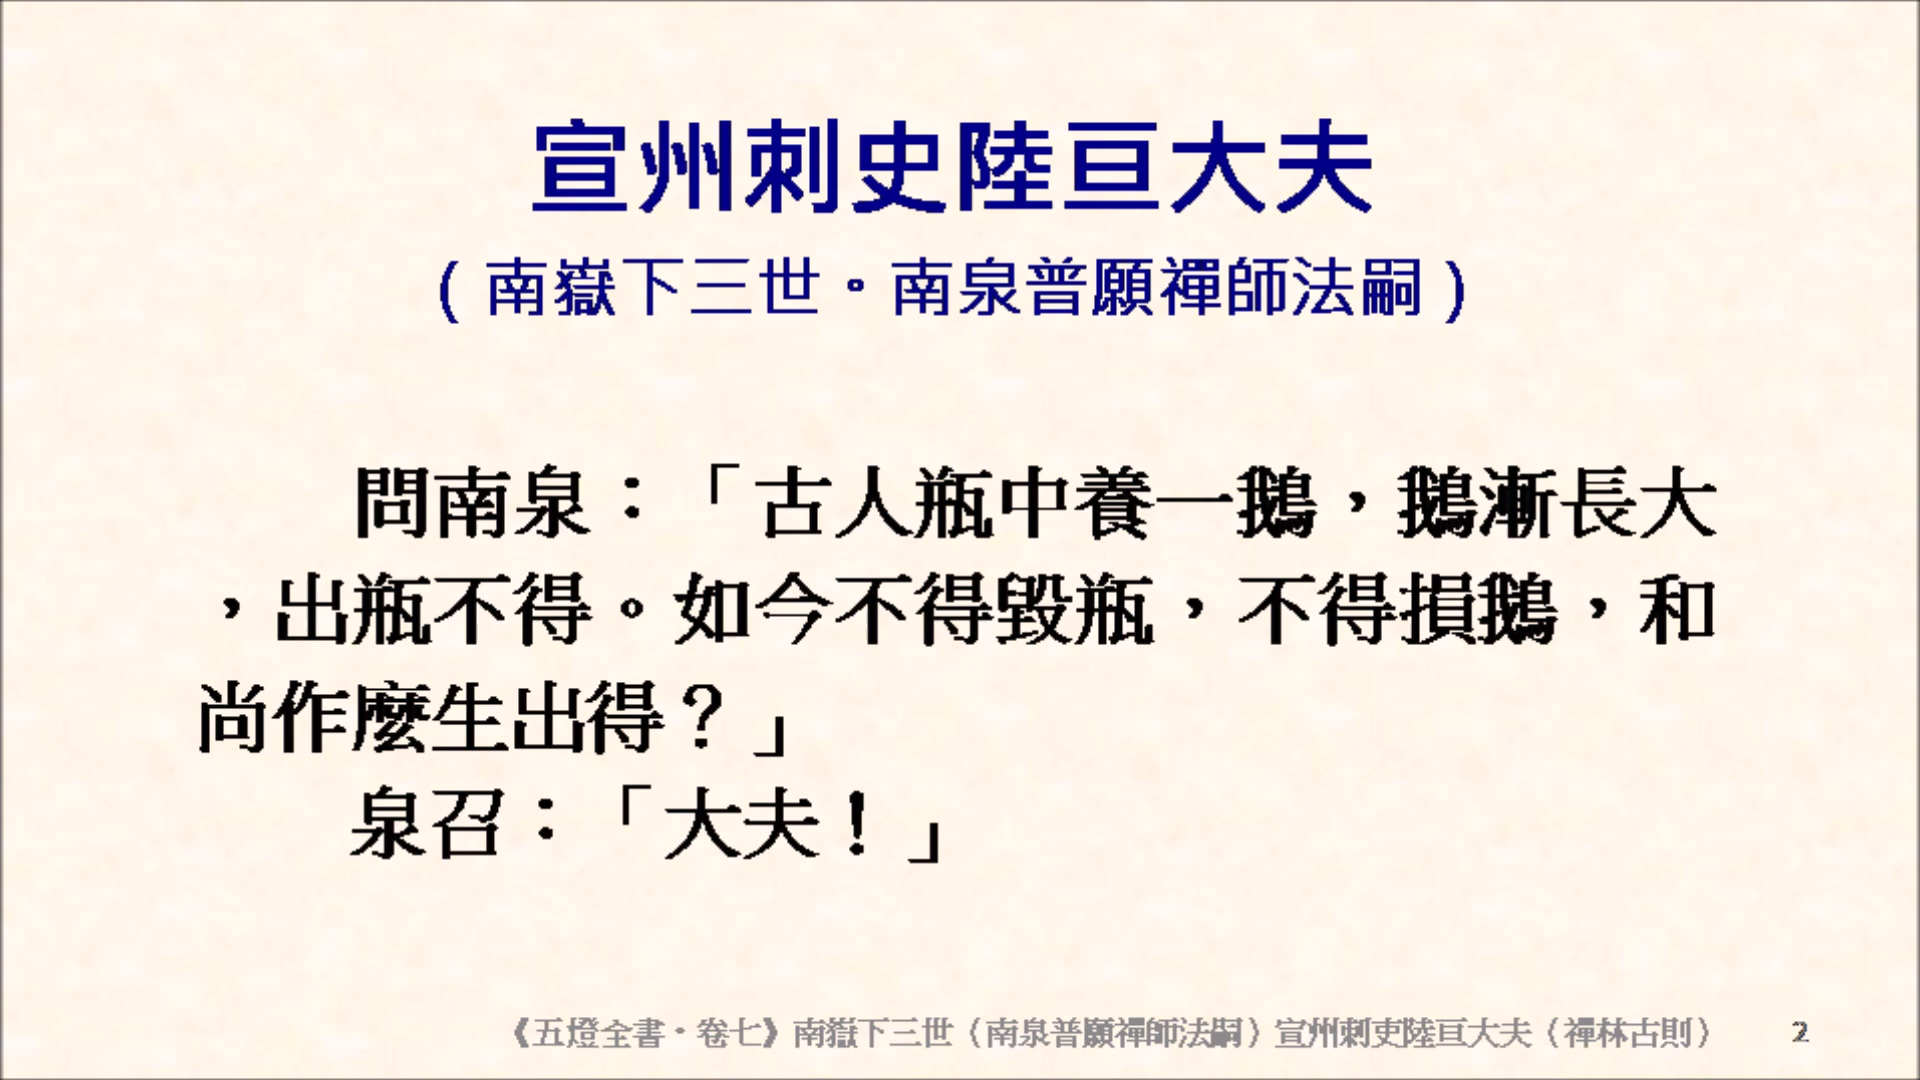 宣州刺史陸亘大夫
（南嶽下三世。南泉普願禪師法嗣）
問南泉：「古人瓶中養一鵝，鵝漸長大
，出瓶不得。如今不得毀瓶，不得損鵝，和
尚作麼生出得？」
泉召：「大夫！」
《五燈全書‧卷七》南嶽下三世（南泉普願禪師法嗣）宣州刺史陸亘大夫（禪林古則） 2